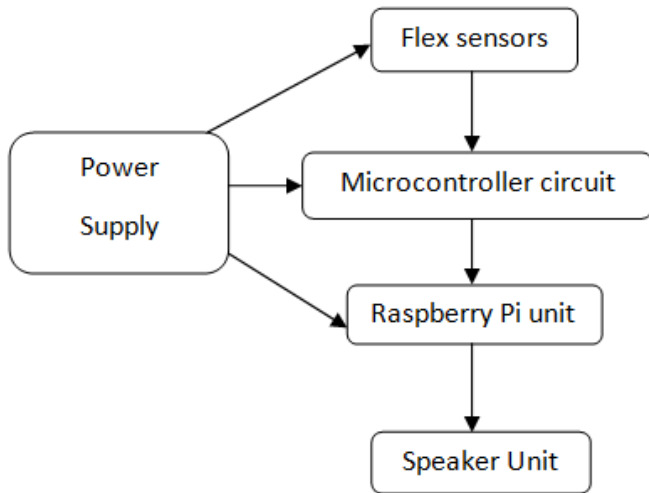 Flex sensors
Power
Supply
Microcontroller circuit
Raspberry Pi unit
Speaker Unit